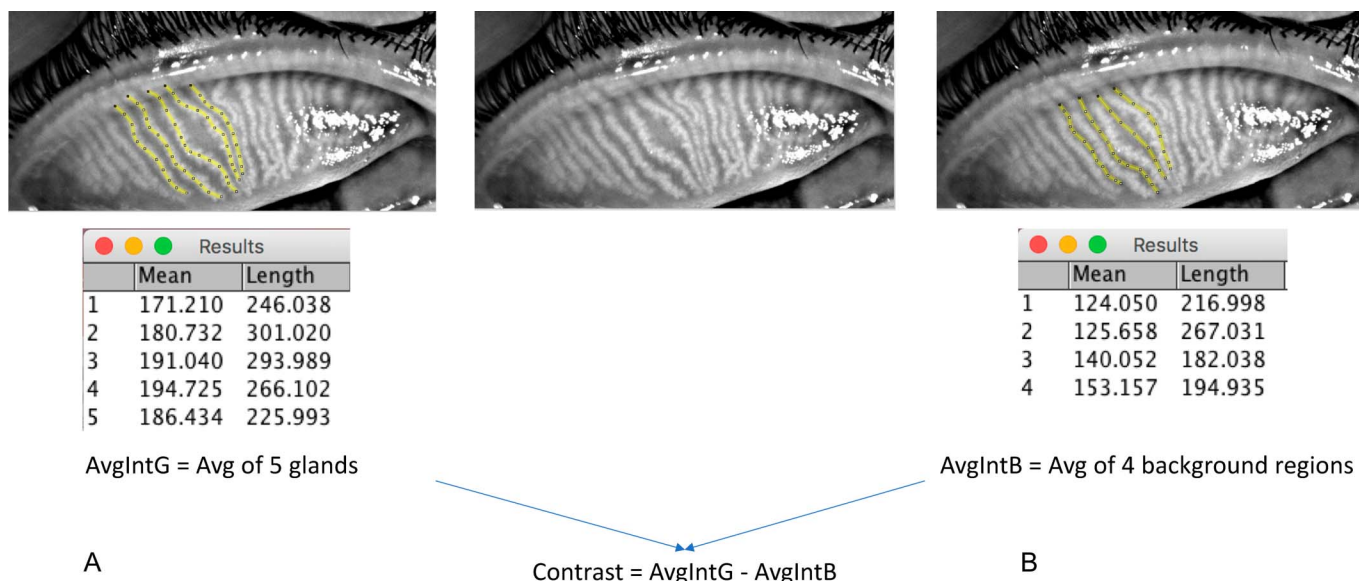 Results
Mean Length
1 171.210 246.038
2 180.732 301.020
3 191.040 293.989
4 194.725 266.102
5 186.434 225.993
AvgIntG = Avg of 5 glands
Results
Mean Length
1 124.050 216.998
2 125.658 267.031
3 140.052 182.038
4 153.157 194.935
AvgIntB = Avg of 4 background regions
A
Contrast = AvgIntG - AvgIntB
B